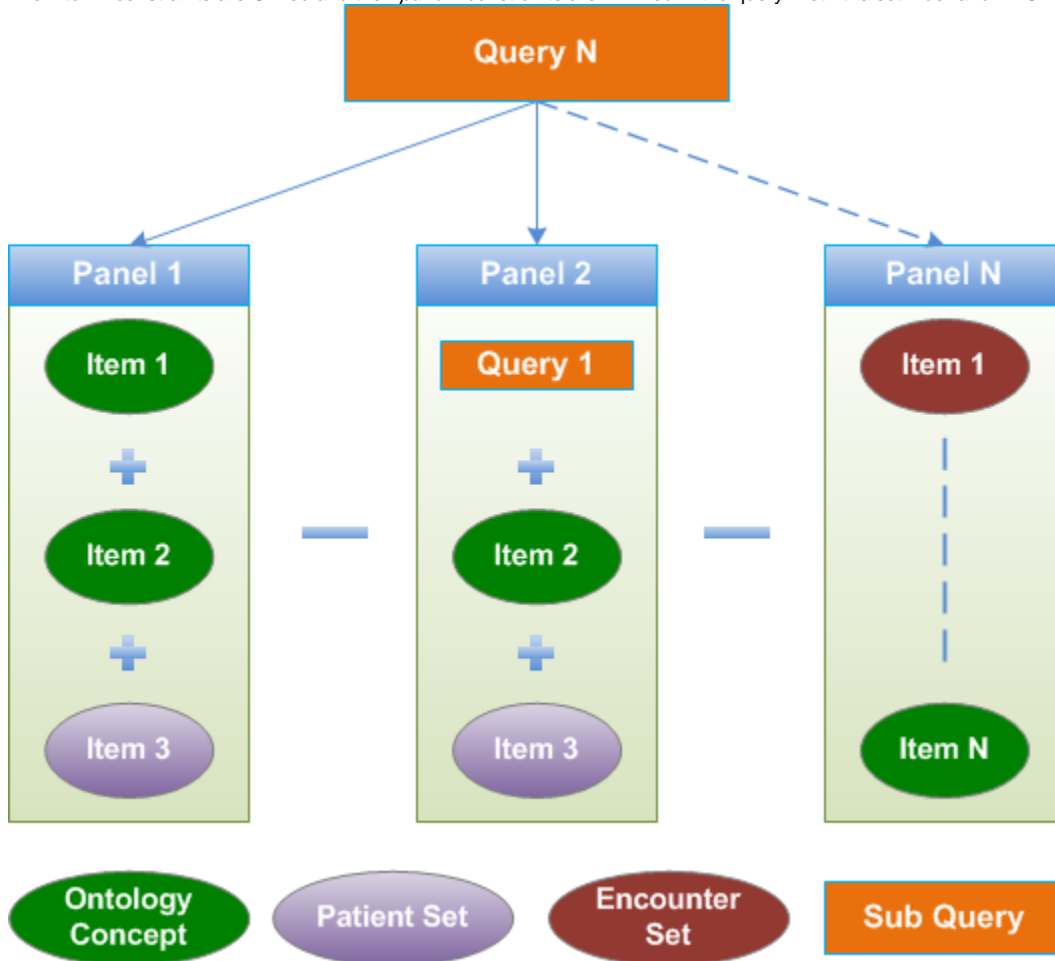 Query N
Panel 1
Panel 2
Panel N
Item 1
Query 1
Item 1
+
+
Item 2
Item 2
+
+
Item 3
Item 3
Item N
Ontology
Concept
Patient Set
Encounter
Set
Sub Query